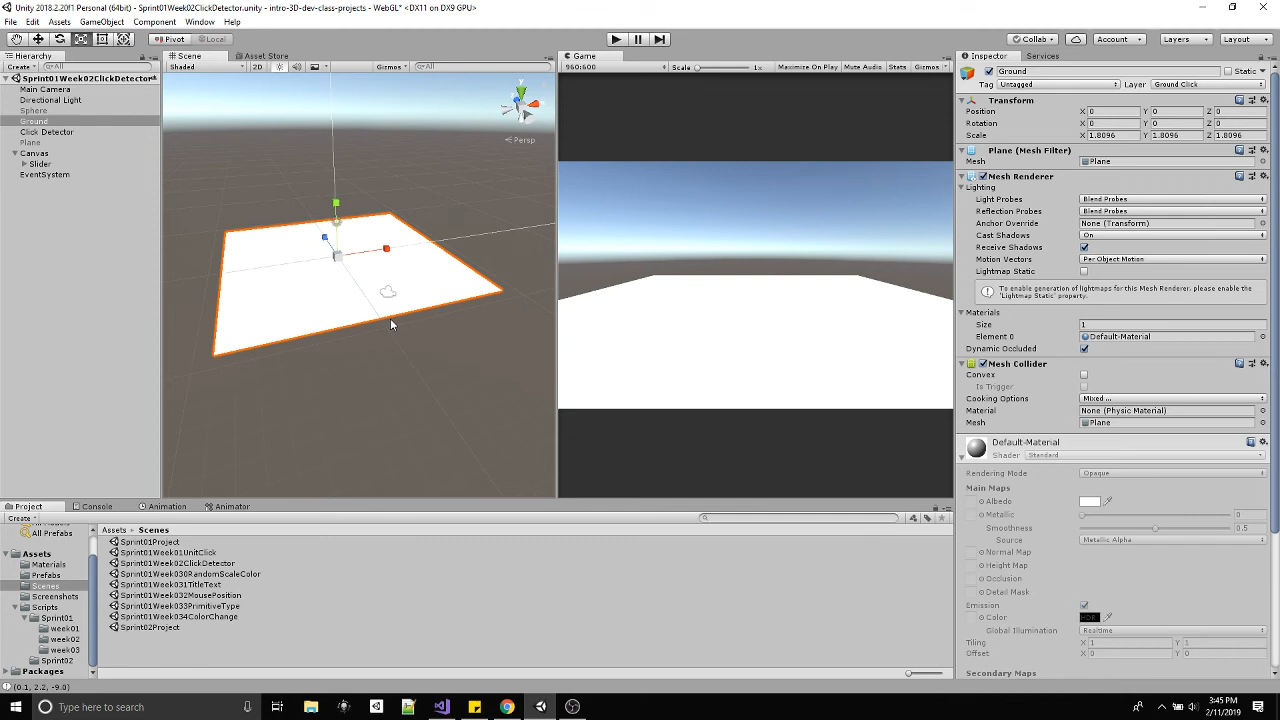 Unity 2018.2.20f1 Personal (64bit) - Sprint01Week02ClickDetector.unity - intro-3D-dev-class-projects - WebGL* <DX11 on DX9 GPU>
File Edit Assets GameObject Component Window Help
Pivot Local Collab Account Layers Layout
Hierarchy Scene Asset Store Game Inspector Services
Create All Shaded 2D Gizmos All 960:600 Scale 1x Maximize On Play Mute Audio Stats Gizmos
Sprint01Week02ClickDetector
Main Camera
Directional Light
Sphere
Ground
Click Detector
Plane
Canvas
Slider
EventSystem
y
Persp
Ground Static
Tag Untagged Layer Ground Click
Transform
Position X 0 Y 0 Z 0
Rotation X 0 Y 0 Z 0
Scale X 1.8096 Y 1.8096 Z 1.8096
Plane (Mesh Filter)
Mesh Plane
Mesh Renderer
Lighting
Light Probes Blend Probes
Reflection Probes Blend Probes
Anchor Override None (Transform)
Cast Shadows On
Receive Shadows
Motion Vectors Per Object Motion
Lightmap Static
To enable generation of lightmaps for this Mesh Renderer, please enable the
'Lightmap Static' property.
Materials
Size 1
Element 0 Default-Material
Dynamic Occluded
Mesh Collider
Convex
Is Trigger
Cooking Options Mixed ...
Material None (Physic Material)
Mesh Plane
Default-Material
Shader Standard
Rendering Mode Opaque
Main Maps
Albedo
Metallic 0
Smoothness 0.5
Source Metallic Alpha
Normal Map
Height Map
Occlusion
Detail Mask
Emission
Color HDR
Global Illumination Realtime
Tiling X 1 Y 1
Offset X 0 Y 0
Secondary Maps
Project Console Animation Animator
Create
All Prefabs
Assets
Materials
Prefabs
Scenes
Screenshots
Scripts
Sprint01
week01
week02
week03
Sprint02
Packages
Assets Scenes
Sprint01Project
Sprint01Week01UnitClick
Sprint01Week02ClickDetector
Sprint01Week030RandomScaleColor
Sprint01Week031TitleText
Sprint01Week032MousePosition
Sprint01Week033PrimitiveType
Sprint01Week034ColorChange
Sprint02Project
(0.1, 2.2, -9.0)
Type here to search
3:45 PM
2/11/2019